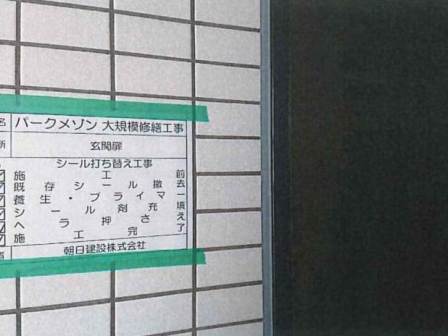 名 パークメゾン 大規模修繕工事
所 玄関扉
シール打ち替え工事
施工前
既存シール撤去
養生・プライマー
シール剤充填
ヘラ押さえ
施工完了
朝日建設株式会社